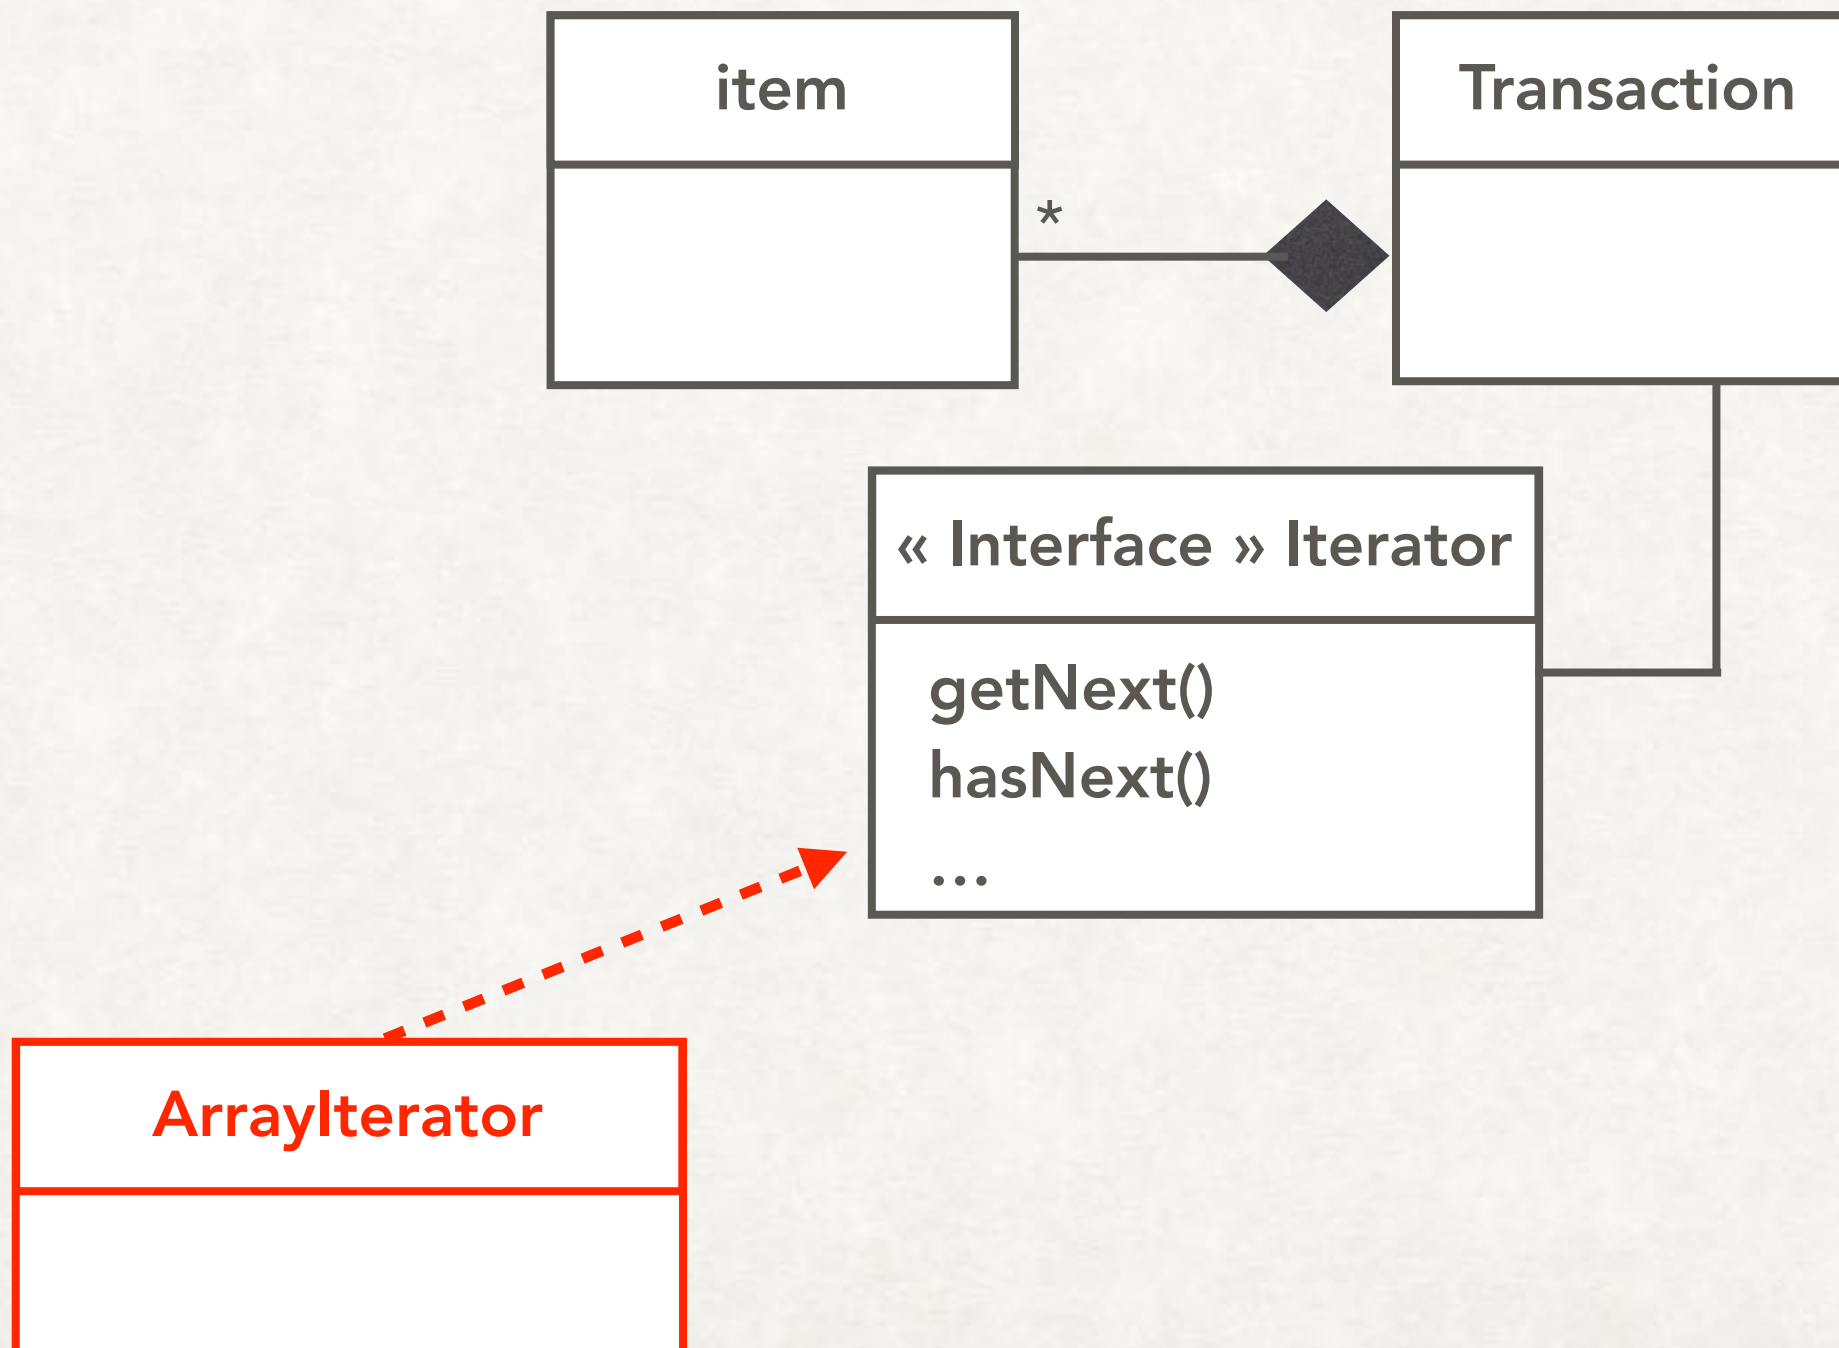 item
Transaction
*
« Interface » Iterator
getNext()
hasNext()
...
ArrayIterator